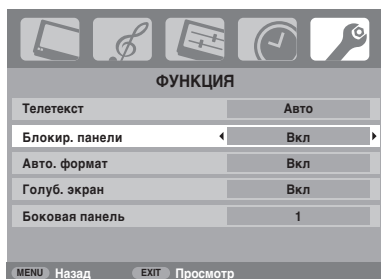 ФУНКЦИЯ
Телетекст Авто
Блокир. панели Вкл
Авто. формат Вкл
Голуб. экран Вкл
Боковая панель 1
MENU Назад EXIT Просмотр